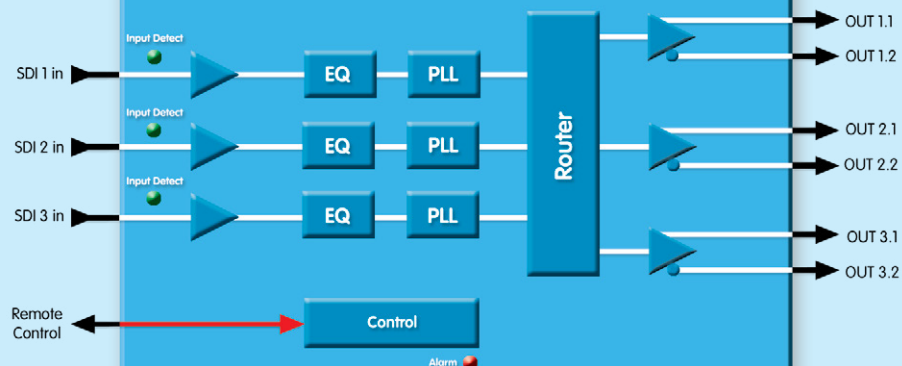 Input Detect
SDI 1 in
EQ
PLL
OUT 1.1
OUT 1.2
Input Detect
SDI 2 in
EQ
PLL
Router
OUT 2.1
OUT 2.2
Input Detect
SDI 3 in
EQ
PLL
OUT 3.1
OUT 3.2
Remote
Control
Control
Alarm